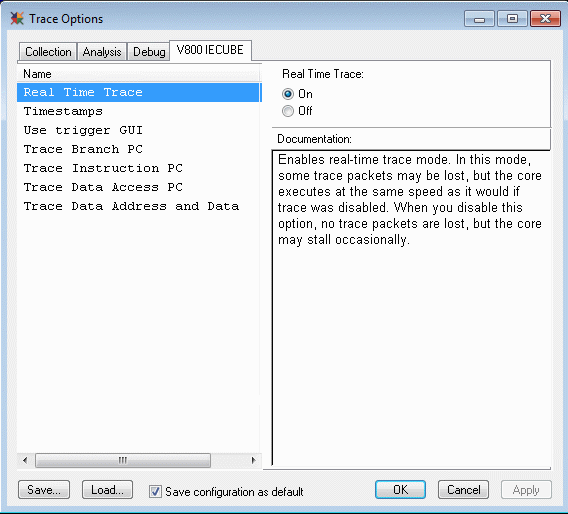 Trace Options
Collection Analysis Debug V800 IECUBE
Name
Real Time Trace
Timestamps
Use trigger GUI
Trace Branch PC
Trace Instruction PC
Trace Data Access PC
Trace Data Address and Data
Real Time Trace:
On
Off
Documentation:
Enables real-time trace mode. In this mode,
some trace packets may be lost, but the core
executes at the same speed as it would if
trace was disabled. When you disable this
option, no trace packets are lost, but the core
may stall occasionally.
Save... Load... Save configuration as default OK Cancel Apply